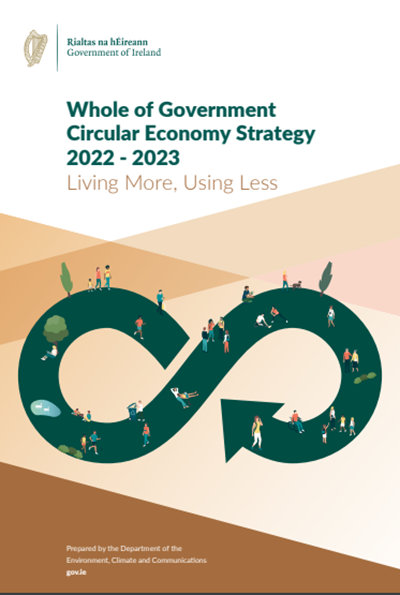 Rialtas na hÉireann
Government of Ireland
Whole of Government
Circular Economy Strategy
2022 - 2023
Living More, Using Less
Prepared by the Department of the
Environment, Climate and Communications
gov.ie